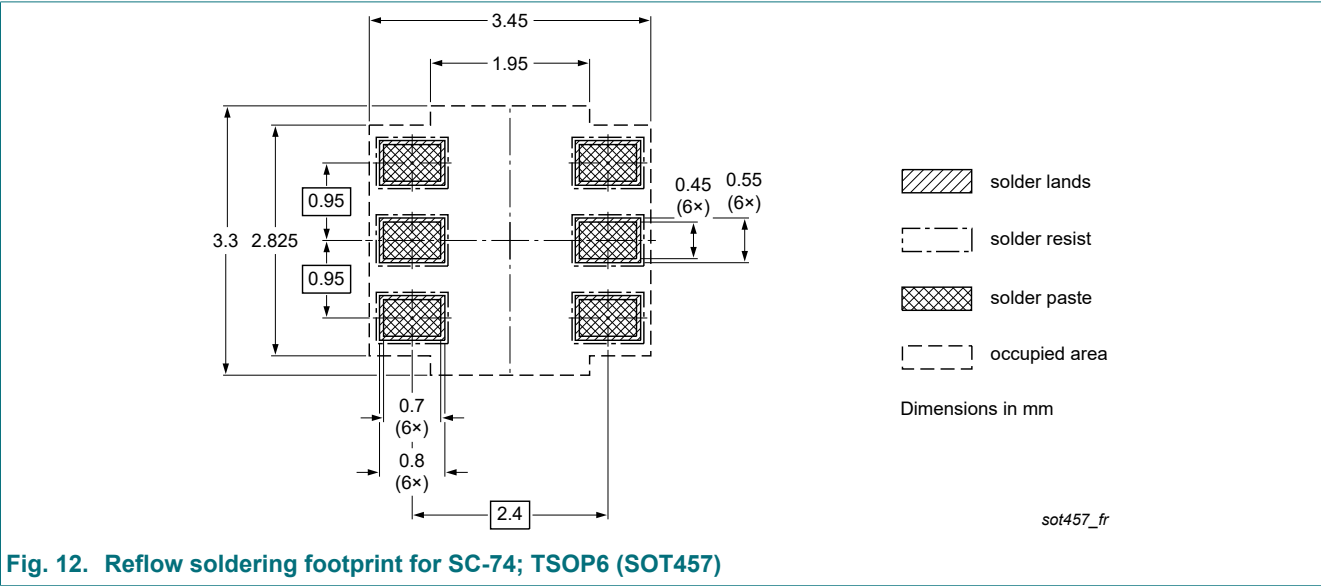 3.45
1.95
0.95
3.3
2.825
0.95
0.45
(6×)
0.55
(6×)
0.7
(6×)
0.8
(6×)
2.4
solder lands
solder resist
solder paste
occupied area
Dimensions in mm
sot457_fr
Fig. 12. Reflow soldering footprint for SC-74; TSOP6 (SOT457)